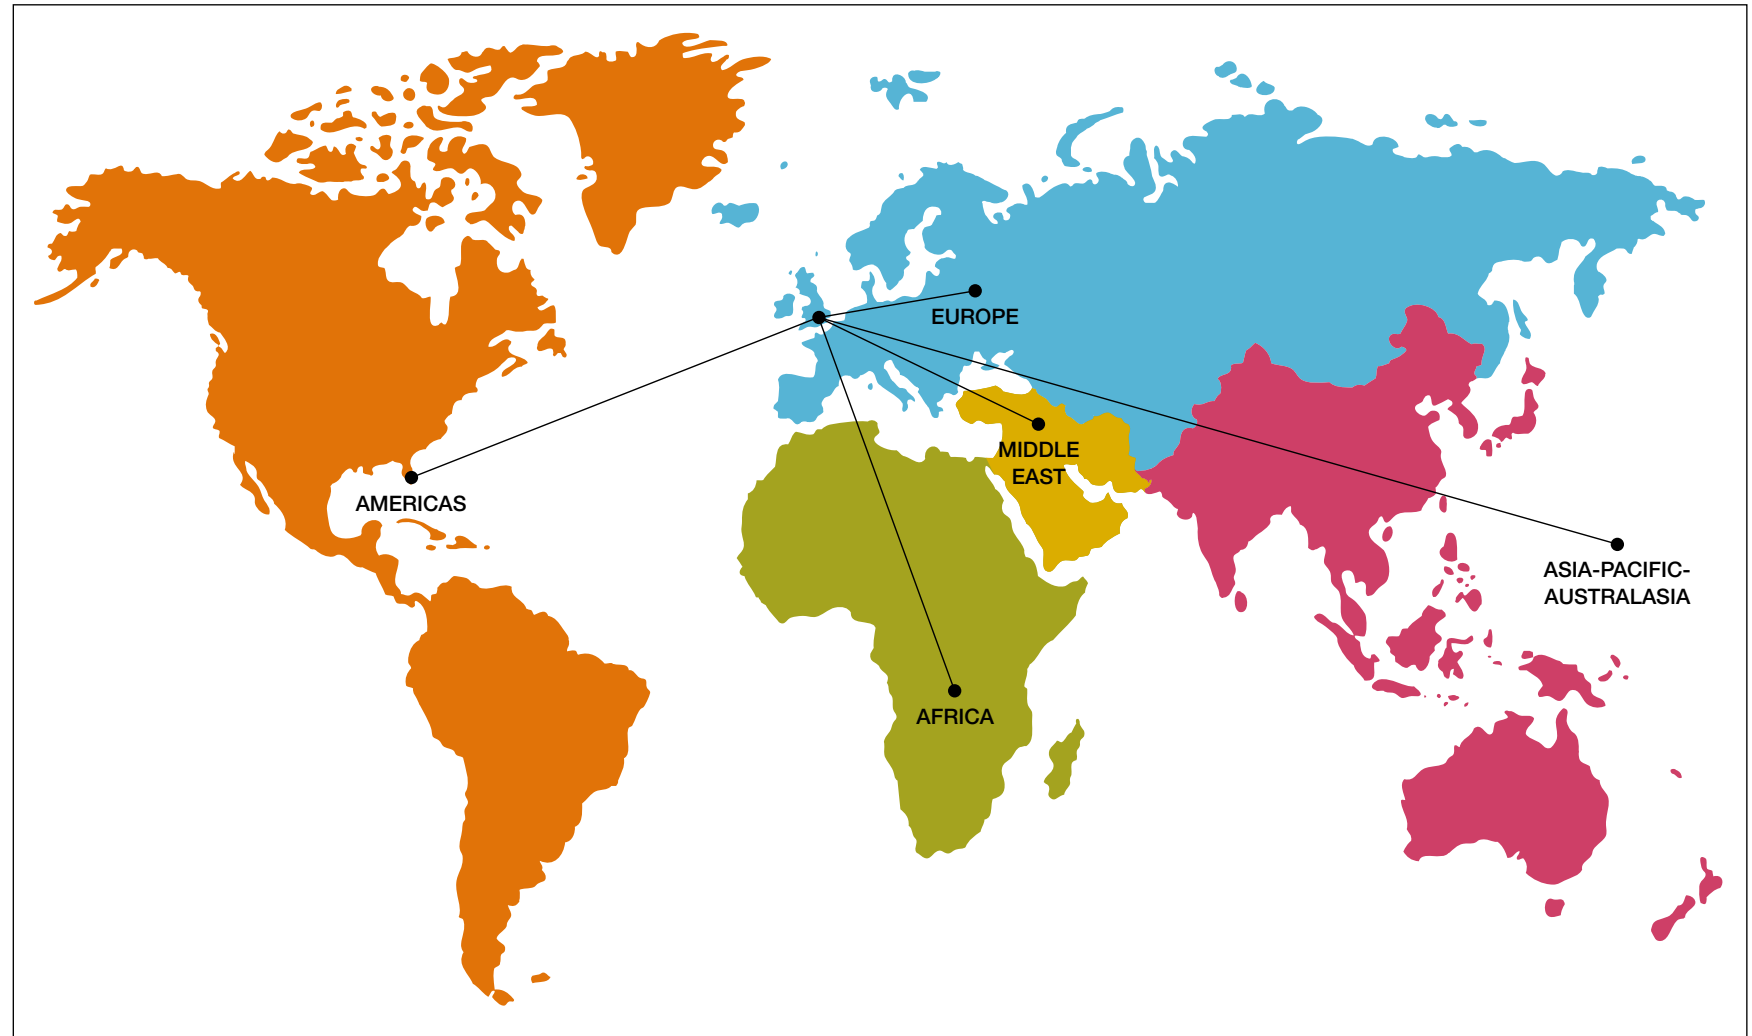 EUROPE
MIDDLE
EAST
AMERICAS
ASIA-PACIFIC-
AUSTRALASIA
AFRICA